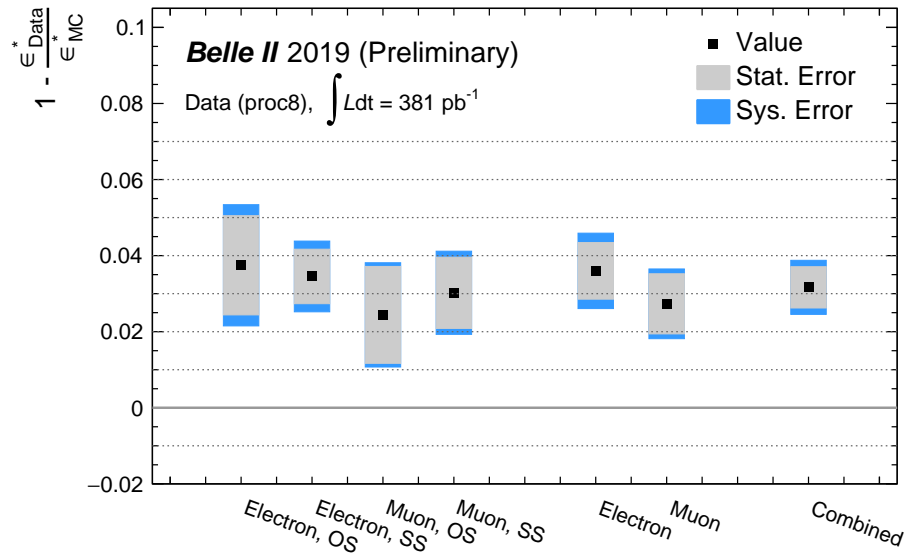 1 - ∈*Data / ∈*MC
Belle II 2019 (Preliminary)
Data (proc8), ∫Ldt = 381 pb⁻¹
Value
Stat. Error
Sys. Error
0.1
0.08
0.06
0.04
0.02
0
−0.02
Electron, OS
Electron, SS
Muon, OS
Muon, SS
Electron
Muon
Combined